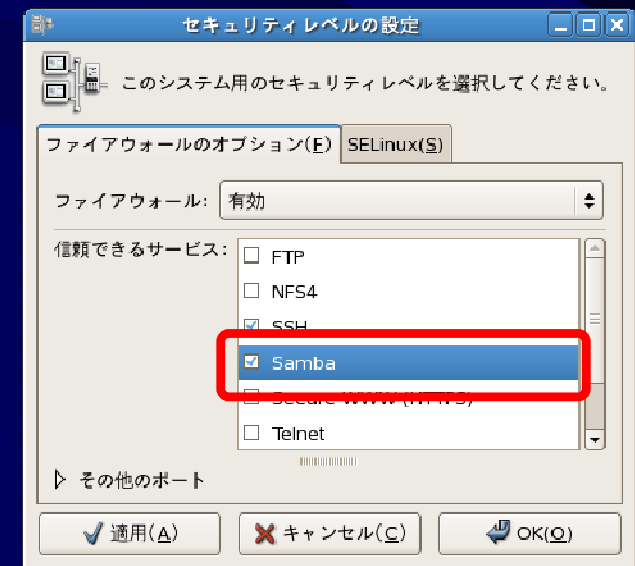 セキュリティレベルの設定
このシステム用のセキュリティレベルを選択してください。
ファイアウォールのオプション(F) SELinux(S)
ファイアウォール: 有効
信頼できるサービス:
FTP
NFS4
SSH
Samba
Secure WWW (HTTPS)
Telnet
その他のポート
適用(A) キャンセル(C) OK(O)